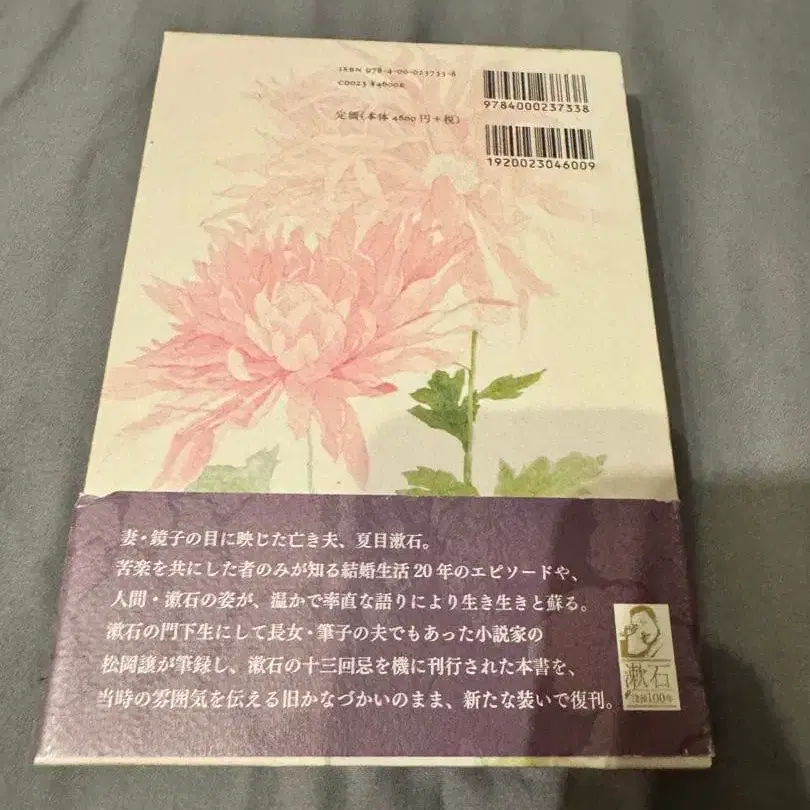 ISBN 978-4-00-023733-8
C0023 ¥4600E
定価(本体 4600 円+税)
9784000237338
1920023046009
妻・鏡子の目に映じた亡き夫、夏目漱石。
苦楽を共にした者のみが知る結婚生活 20 年のエピソードや、
人間・漱石の姿が、温かで率直な語りにより生き生きと蘇る。
漱石の門下生にして長女・筆子の夫でもあった小説家の
松岡譲が筆録し、漱石の十三回忌を機に刊行された本書を、
当時の雰囲気を伝える旧かなづかいのまま、新たな装いで復刊。
漱石
没後100年